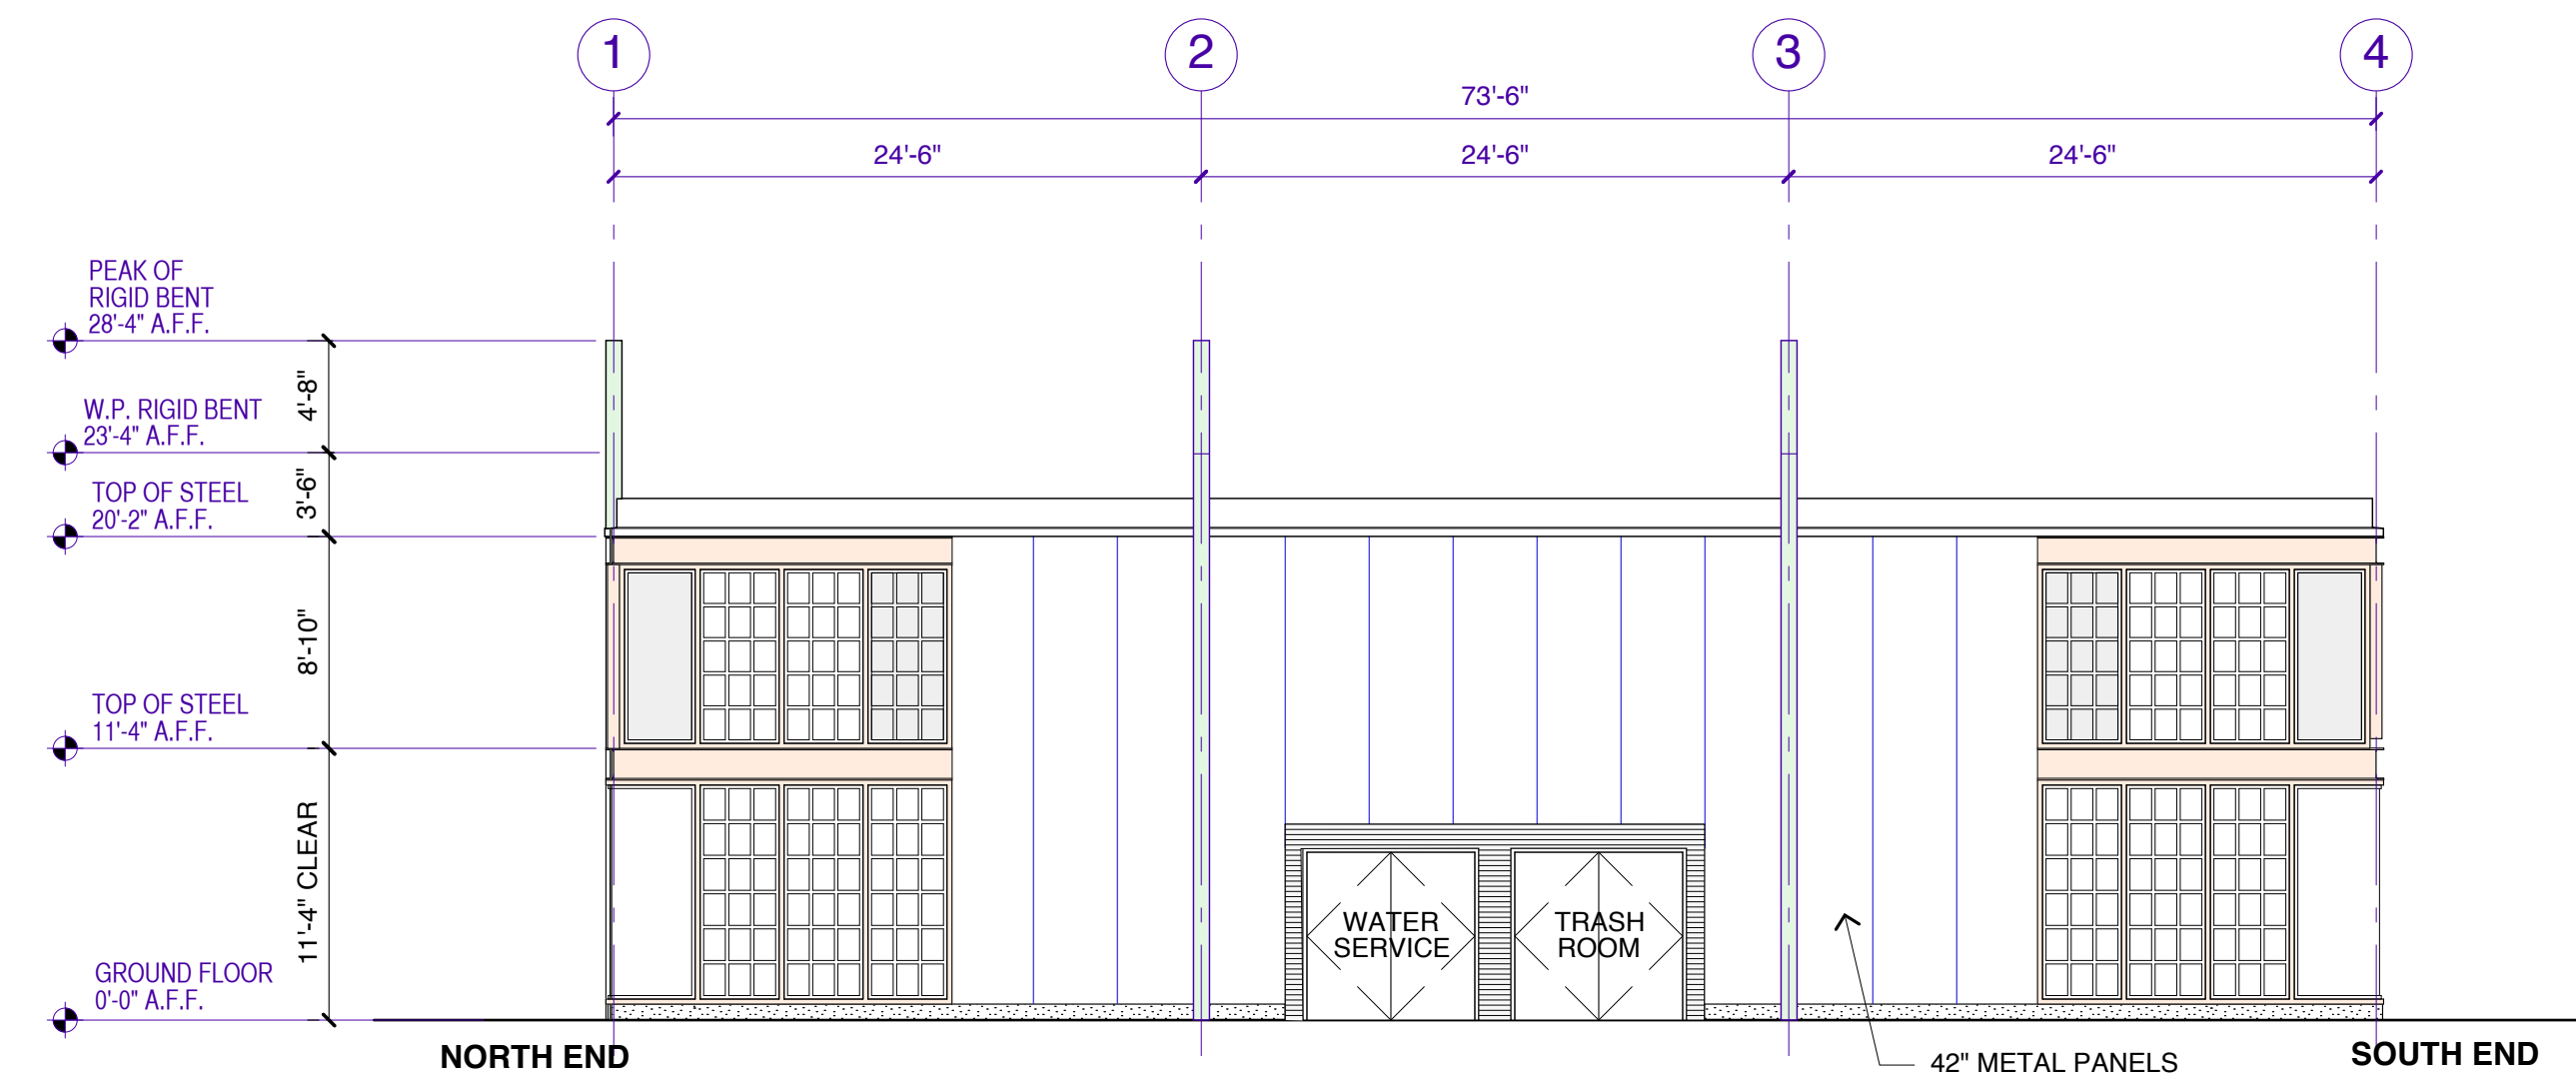 1 2 3 4
73'-6"
24'-6" 24'-6" 24'-6"
PEAK OF
RIGID BENT
28'-4" A.F.F.
4'-8"
W.P. RIGID BENT
23'-4" A.F.F.
3'-6"
TOP OF STEEL
20'-2" A.F.F.
8'-10"
TOP OF STEEL
11'-4" A.F.F.
11'-4" CLEAR
WATER
SERVICE
TRASH
ROOM
GROUND FLOOR
0'-0" A.F.F.
NORTH END
42" METAL PANELS
SOUTH END